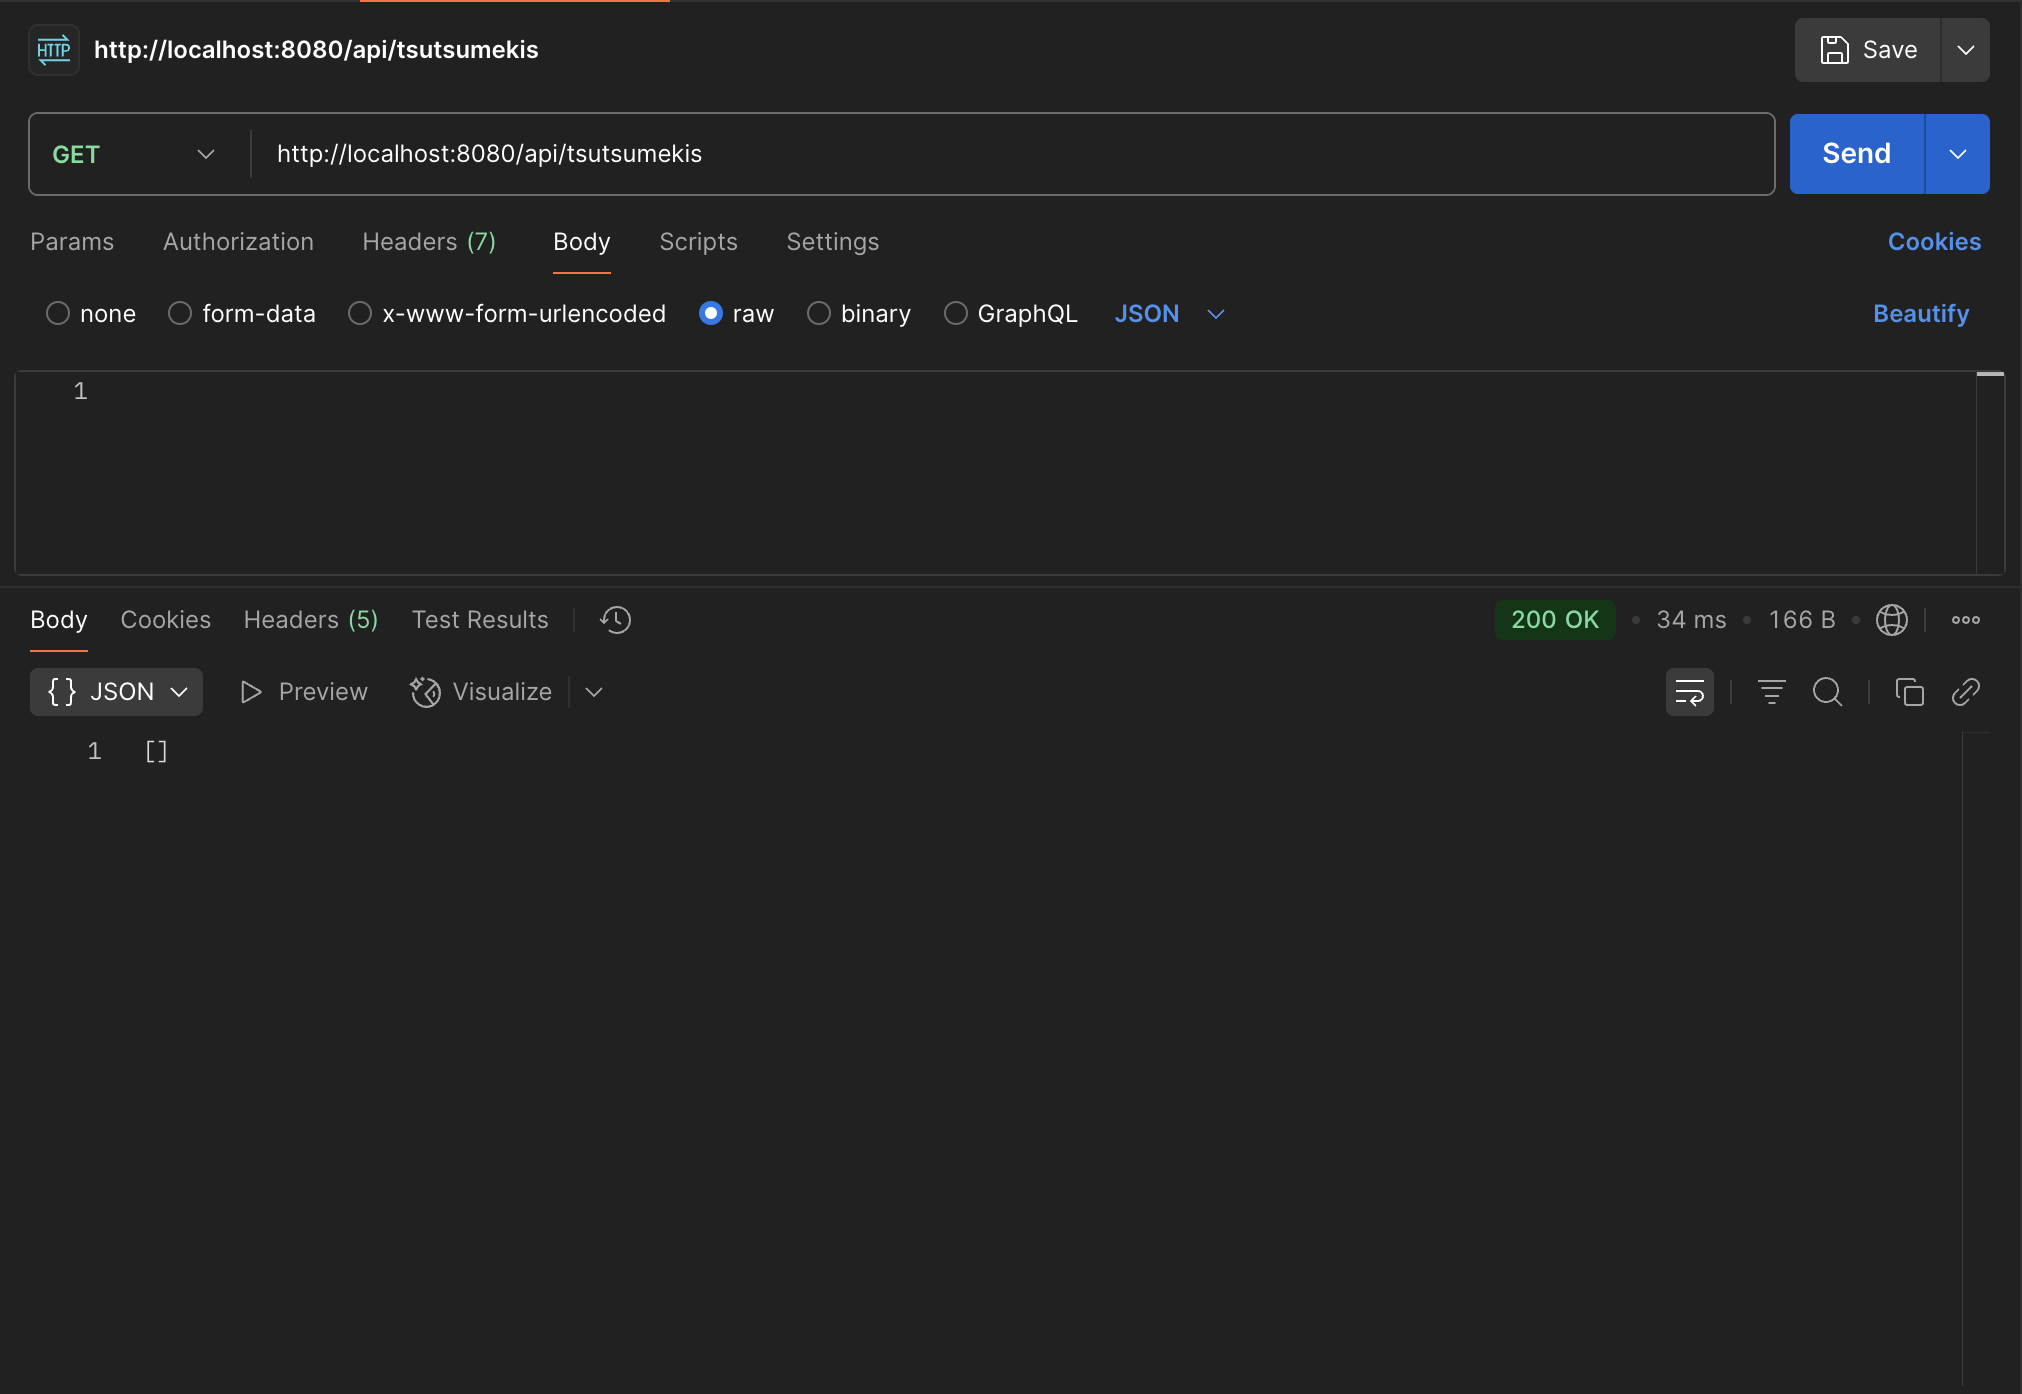 HTTP http://localhost:8080/api/tsutsumekis Save
GET http://localhost:8080/api/tsutsumekis Send
Params Authorization Headers (7) Body Scripts Settings Cookies
none form-data x-www-form-urlencoded raw binary GraphQL JSON Beautify
1
Body Cookies Headers (5) Test Results 200 OK • 34 ms • 166 B •
{} JSON Preview Visualize
1 []